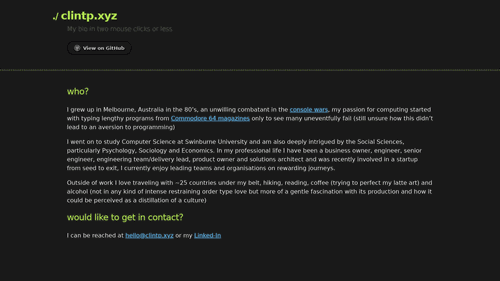 ./ clintp.xyz
My bio in two mouse clicks or less
View on GitHub
who?
I grew up in Melbourne, Australia in the 80's, an unwilling combatant in the console wars, my passion for computing started
with typing lengthy programs from Commodore 64 magazines only to see many uneventfully fail (still unsure how this didn't
lead to an aversion to programming)
I went on to study Computer Science at Swinburne University and am also deeply intrigued by the Social Sciences,
particularly Psychology, Sociology and Economics. In my professional life I have been a business owner, engineer, senior
engineer, engineering team/delivery lead, product owner and solutions architect and was recently involved in a startup
from seed to exit, I currently enjoy leading teams and organisations on rewarding journeys.
Outside of work I love traveling with ~25 countries under my belt, hiking, reading, coffee (trying to perfect my latte art) and
alcohol (not in any kind of intense restraining order type love but more of a gentle fascination with its production and how it
could be perceived as a distillation of a culture)
would like to get in contact?
I can be reached at hello@clintp.xyz or my Linked-In